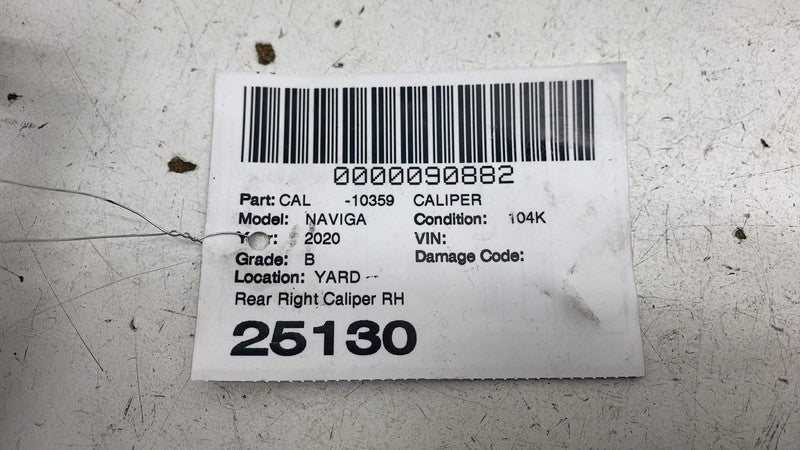 0000090882
Part: CAL -10359 CALIPER
Model: NAVIGA Condition: 104K
2020 VIN:
Grade: B Damage Code:
Location: YARD
Rear Right Caliper RH
25130